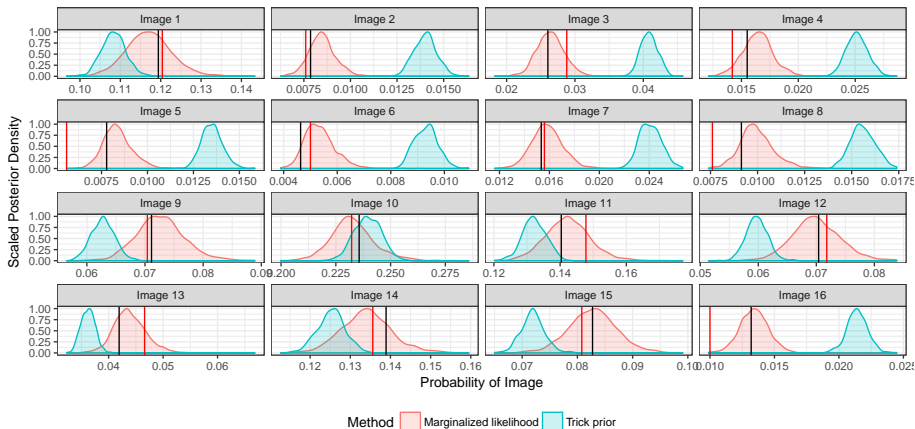 Image 1 Image 2 Image 3 Image 4
1.00
0.75
0.50
0.25
0.00
0.10 0.11 0.12 0.13 0.14 0.0075 0.0100 0.0125 0.0150 0.02 0.03 0.04 0.015 0.020 0.025
Image 5 Image 6 Image 7 Image 8
1.00
0.75
0.50
0.25
0.00
0.0075 0.0100 0.0125 0.0150 0.004 0.006 0.008 0.010 0.012 0.016 0.020 0.024 0.0075 0.0100 0.0125 0.0150 0.0175
Image 9 Image 10 Image 11 Image 12
1.00
0.75
0.50
0.25
0.00
0.06 0.07 0.08 0.09 0.200 0.225 0.250 0.275 0.12 0.14 0.16 0.05 0.06 0.07 0.08
Image 13 Image 14 Image 15 Image 16
1.00
0.75
0.50
0.25
0.00
0.04 0.05 0.06 0.12 0.13 0.14 0.15 0.16 0.07 0.08 0.09 0.10 0.010 0.015 0.020 0.025
Scaled Posterior Density
Probability of Image
Method Marginalized likelihood Trick prior